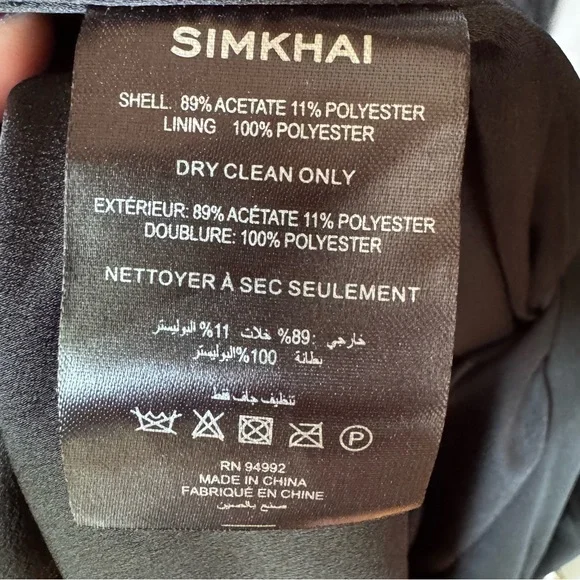 SIMKHAI
SHELL: 89% ACETATE 11% POLYESTER
LINING 100% POLYESTER
DRY CLEAN ONLY
EXTÉRIEUR: 89% ACÉTATE 11% POLYESTER
DOUBLURE: 100% POLYESTER
NETTOYER À SEC SEULEMENT
خارجي :89% خلات 11% البوليستر
بطانة 100%البوليستر
تنظيف جاف فقط
P
RN 94992
MADE IN CHINA
FABRIQUÉ EN CHINE
صنع بالصين